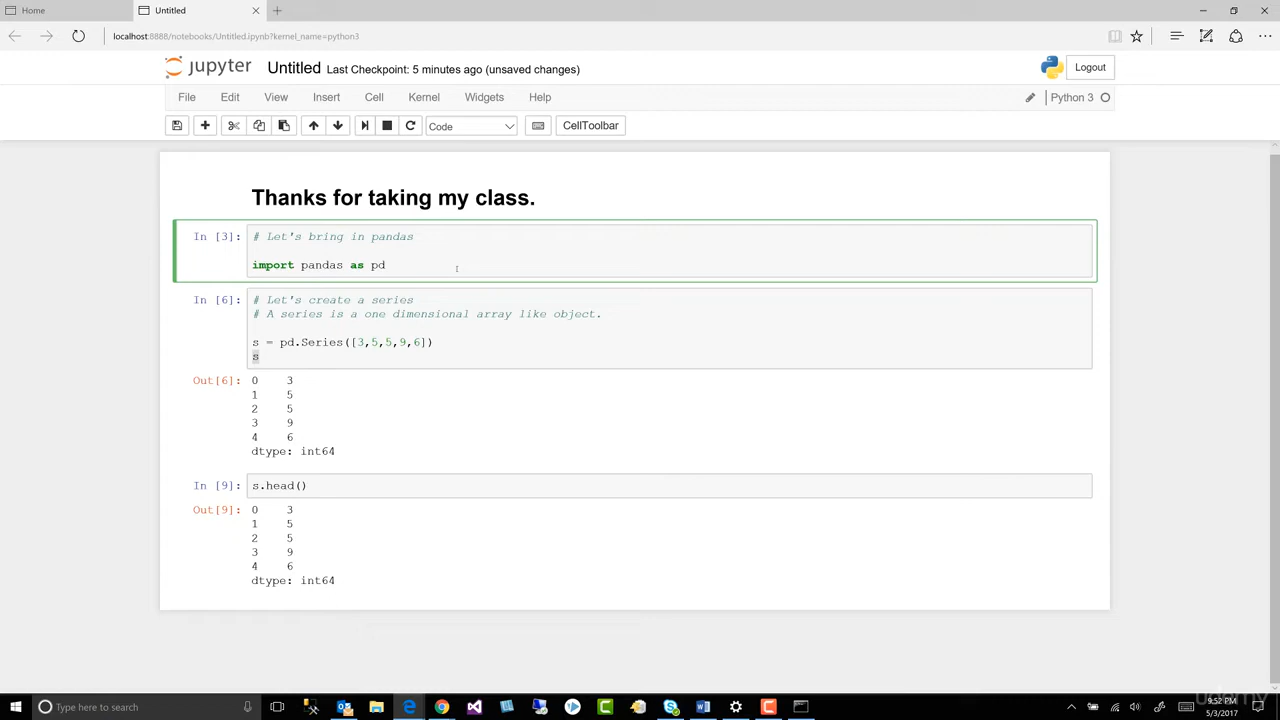 Home
Untitled
localhost:8888/notebooks/Untitled.ipynb?kernel_name=python3
jupyter Untitled Last Checkpoint: 5 minutes ago (unsaved changes)
Logout
File Edit View Insert Cell Kernel Widgets Help
Python 3
Code
CellToolbar
Thanks for taking my class.
In [3]: # Let's bring in pandas
import pandas as pd
In [6]: # Let's create a series
# A series is a one dimensional array like object.
s = pd.Series([3,5,5,9,6])
s
Out[6]: 0 3
1 5
2 5
3 9
4 6
dtype: int64
In [9]: s.head()
Out[9]: 0 3
1 5
2 5
3 9
4 6
dtype: int64
Type here to search
9:52 PM
5/3/2017
udemy